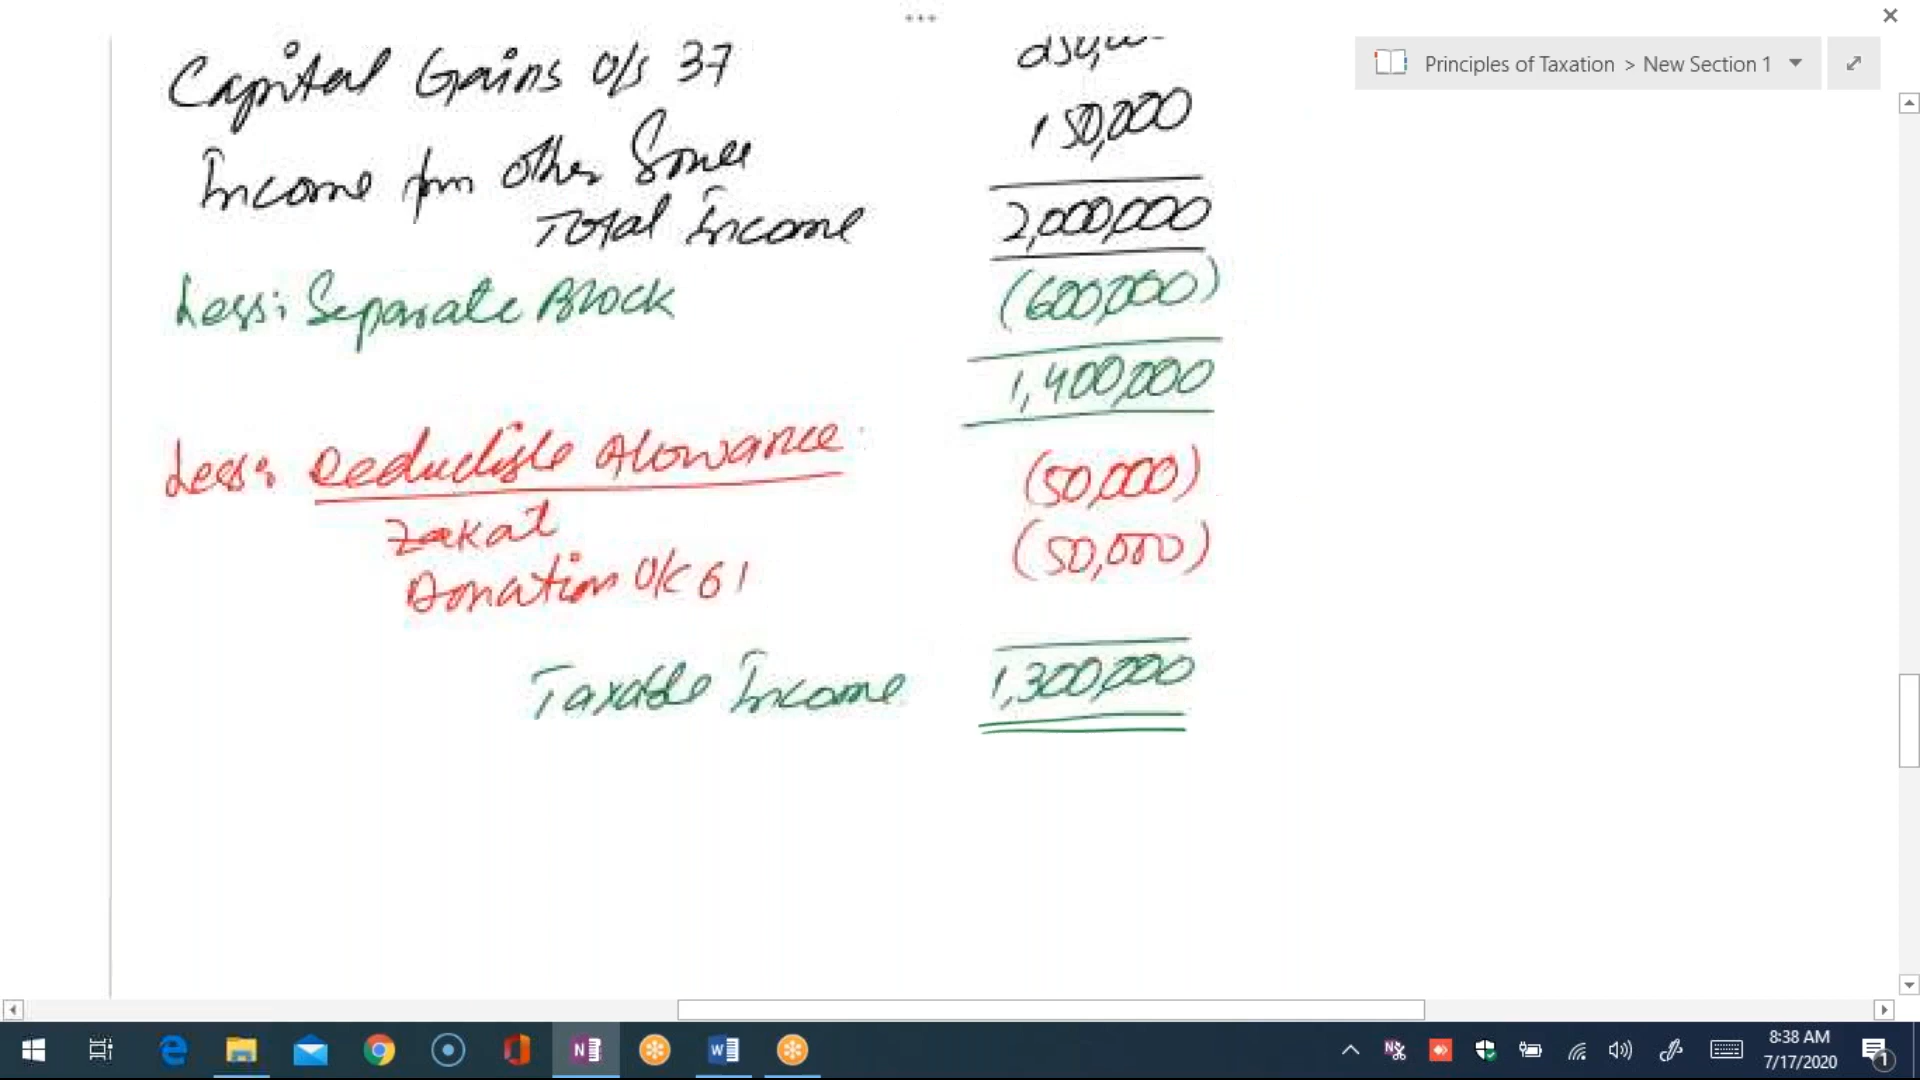 Principles of Taxation > New Section 1
Capital Gains U/S 37
150,000
Income from Other Source
Total Income 2,000,000
Less: Separate Block (600,000)
1,400,000
Less: Deductible Allowance (50,000)
Zakat (50,000)
Donation U/C 61
Taxable Income 1,300,000
8:38 AM
7/17/2020
1